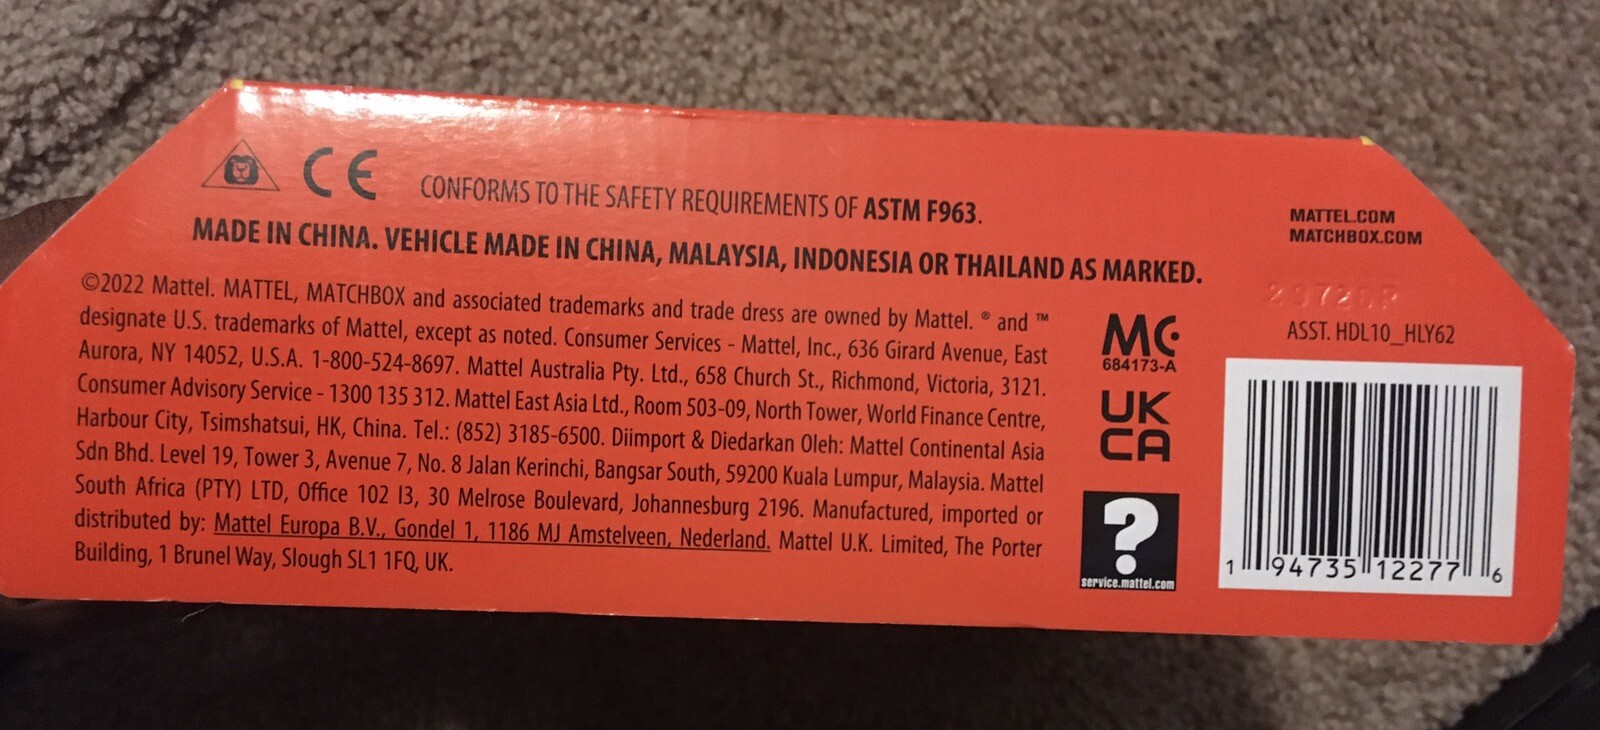 CE CONFORMS TO THE SAFETY REQUIREMENTS OF ASTM F963.
MADE IN CHINA. VEHICLE MADE IN CHINA, MALAYSIA, INDONESIA OR THAILAND AS MARKED.
©2022 Mattel. MATTEL, MATCHBOX and associated trademarks and trade dress are owned by Mattel. ® and ™
designate U.S. trademarks of Mattel, except as noted. Consumer Services - Mattel, Inc., 636 Girard Avenue, East
Aurora, NY 14052, U.S.A. 1-800-524-8697. Mattel Australia Pty. Ltd., 658 Church St., Richmond, Victoria, 3121.
Consumer Advisory Service - 1300 135 312. Mattel East Asia Ltd., Room 503-09, North Tower, World Finance Centre,
Harbour City, Tsimshatsui, HK, China. Tel.: (852) 3185-6500. Diimport & Diedarkan Oleh: Mattel Continental Asia
Sdn Bhd. Level 19, Tower 3, Avenue 7, No. 8 Jalan Kerinchi, Bangsar South, 59200 Kuala Lumpur, Malaysia. Mattel
South Africa (PTY) LTD, Office 102 I3, 30 Melrose Boulevard, Johannesburg 2196. Manufactured, imported or
distributed by: Mattel Europa B.V., Gondel 1, 1186 MJ Amstelveen, Nederland. Mattel U.K. Limited, The Porter
Building, 1 Brunel Way, Slough SL1 1FQ, UK.
MC
684173-A
UK
CA
?
service.mattel.com
MATTEL.COM
MATCHBOX.COM
ASST. HDL10_HLY62
1 94735 12277 6